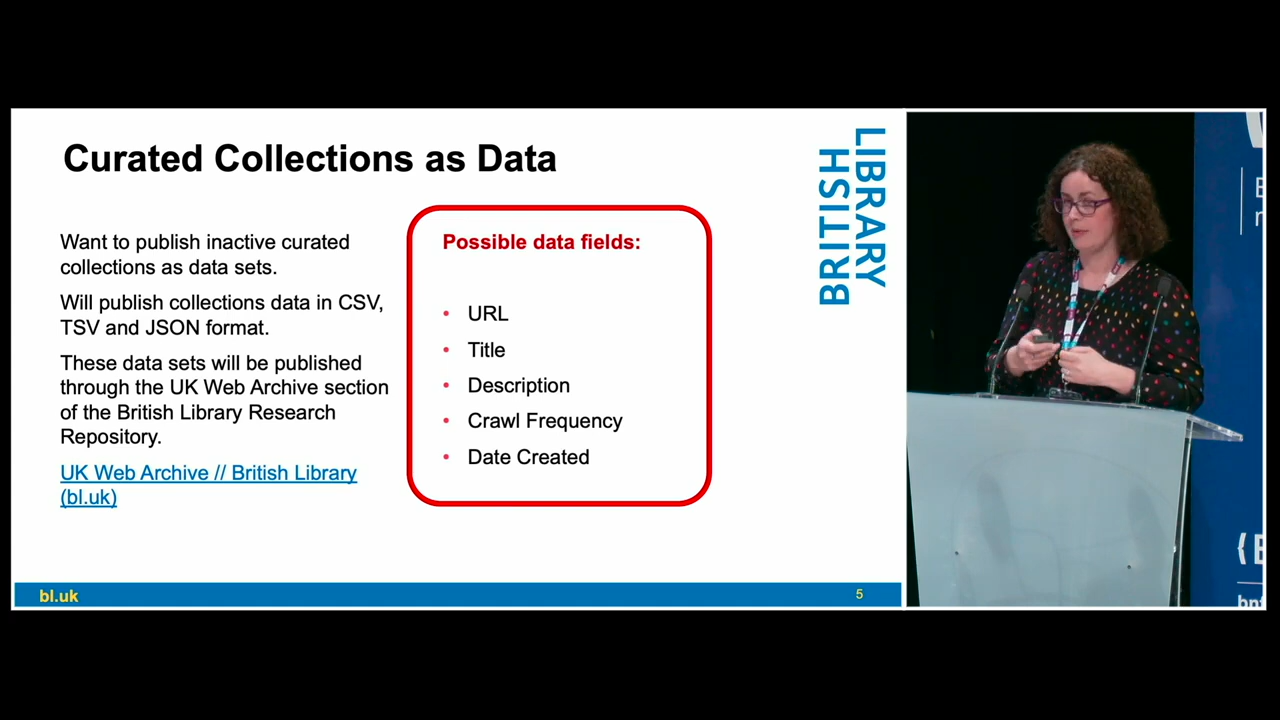 Curated Collections as Data
Want to publish inactive curated
collections as data sets.
Will publish collections data in CSV,
TSV and JSON format.
These data sets will be published
through the UK Web Archive section
of the British Library Research
Repository.
UK Web Archive // British Library
(bl.uk)
Possible data fields:
• URL
• Title
• Description
• Crawl Frequency
• Date Created
LIBRARY
BRITISH
bl.uk
5